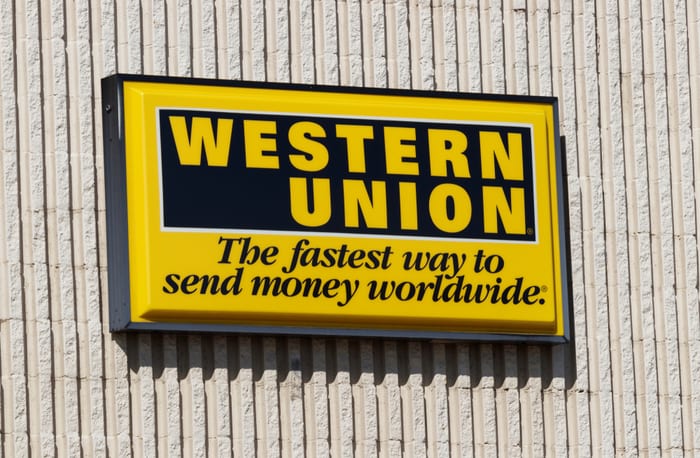 WESTERN
UNION®
The fastest way to
send money worldwide.®